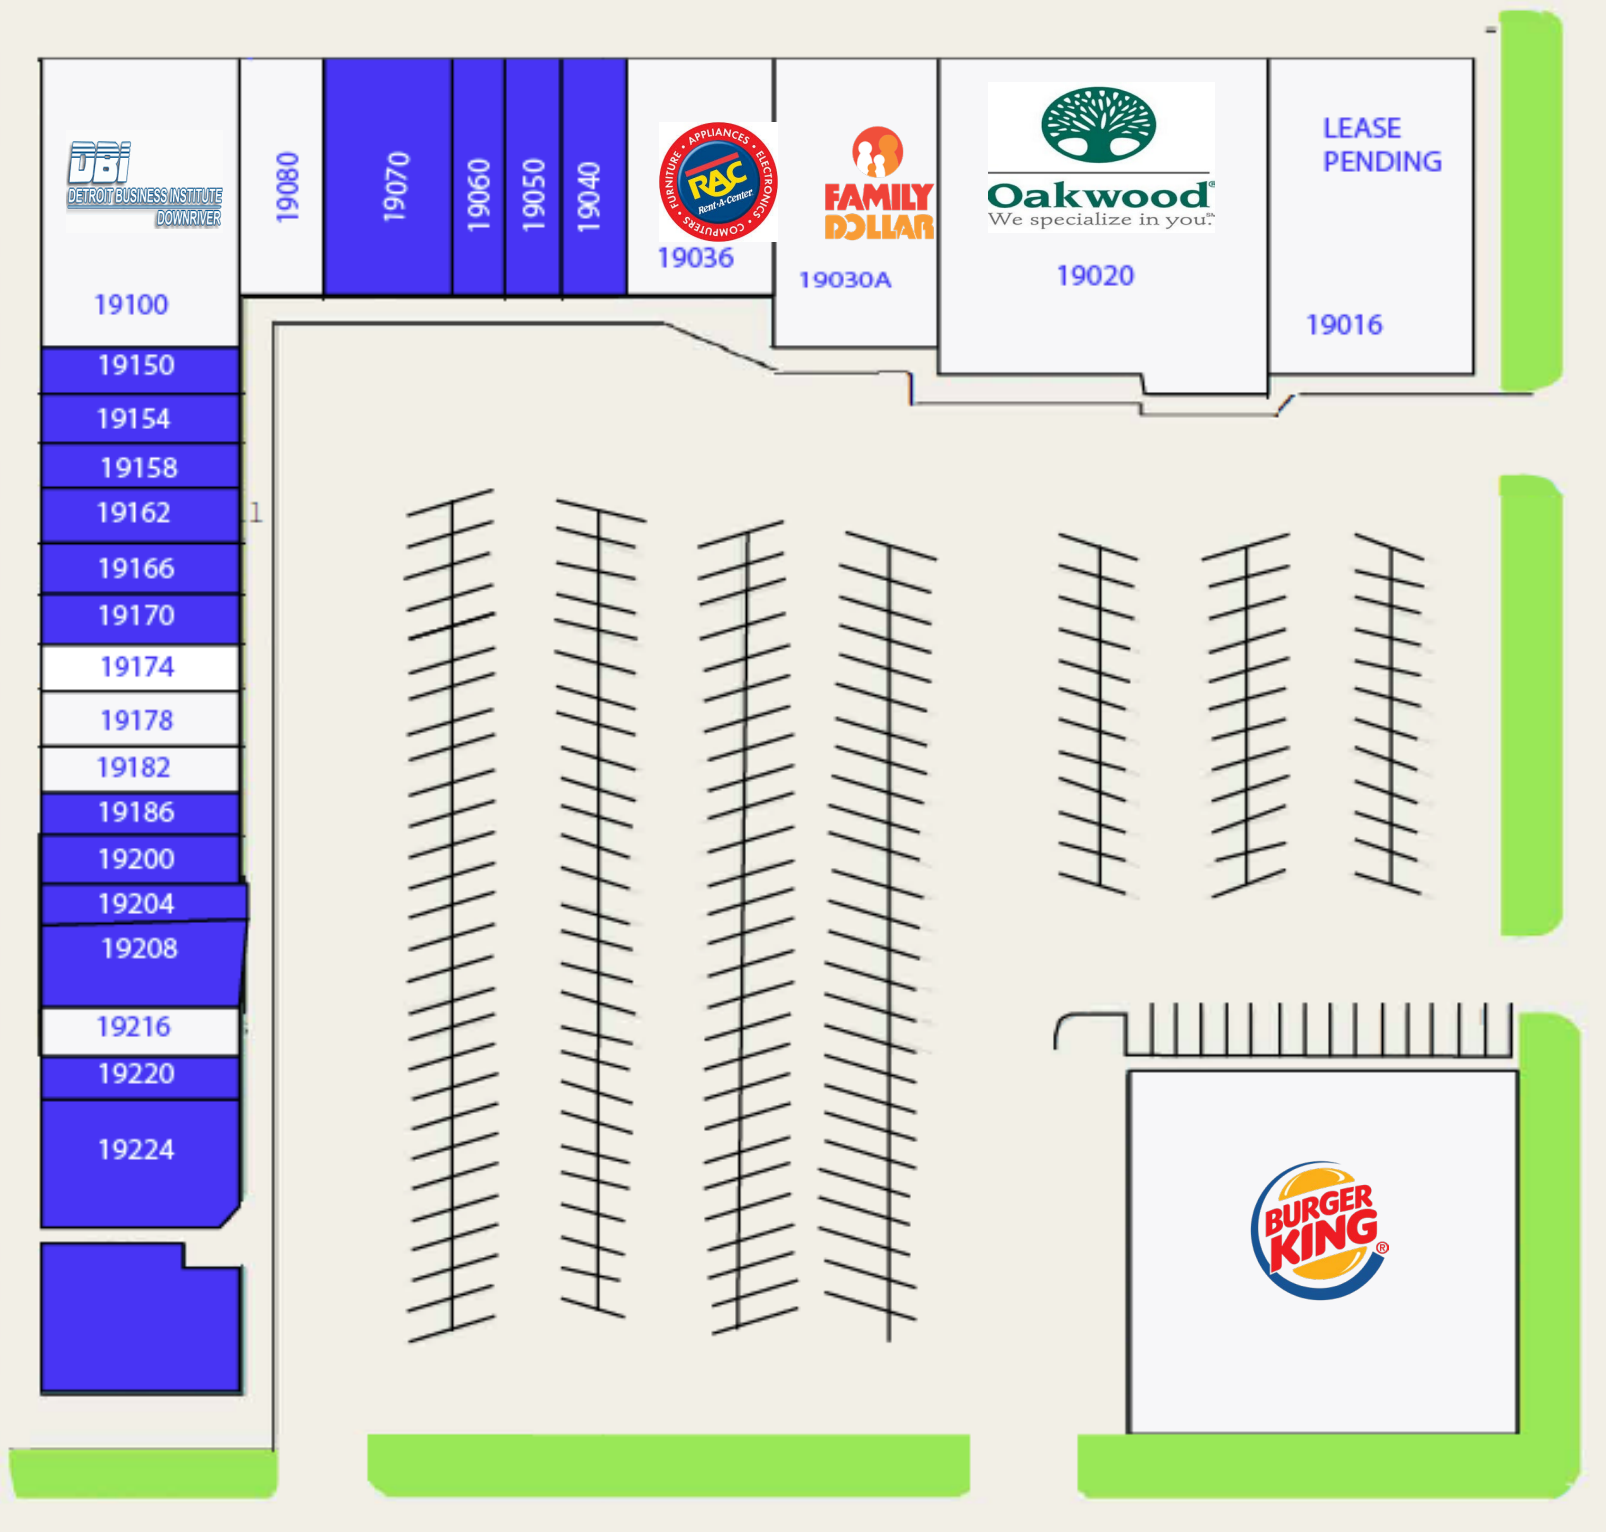 DBI
DETROIT BUSINESS INSTITUTE
DOWNRIVER
19100
19080
19070
19060
19050
19040
FURNITURE • APPLIANCES • ELECTRONICS • COMPUTERS
RAC
Rent-A-Center
19036
FAMILY
DOLLAR
19030A
Oakwood®
We specialize in you.
19020
LEASE
PENDING
19016
19150
19154
19158
19162
1
19166
19170
19174
19178
19182
19186
19200
19204
19208
19216
19220
19224
BURGER
KING®